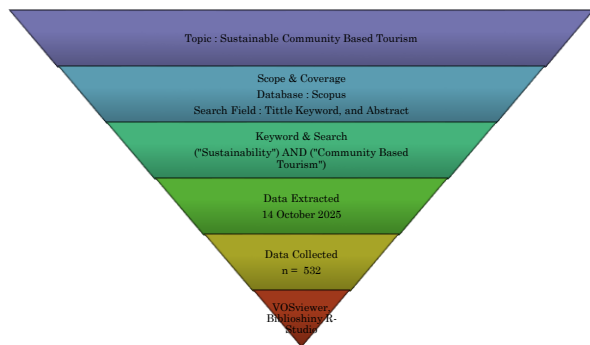 Topic : Sustainable Community Based Tourism
Scope & Coverage
Database : Scopus
Search Field : Tittle Keyword, and Abstract
Keyword & Search
("Sustainability") AND ("Community Based
Tourism")
Data Extracted
14 October 2025
Data Collected
n = 532
VOSviewer,
Biblioshiny R-
Studio